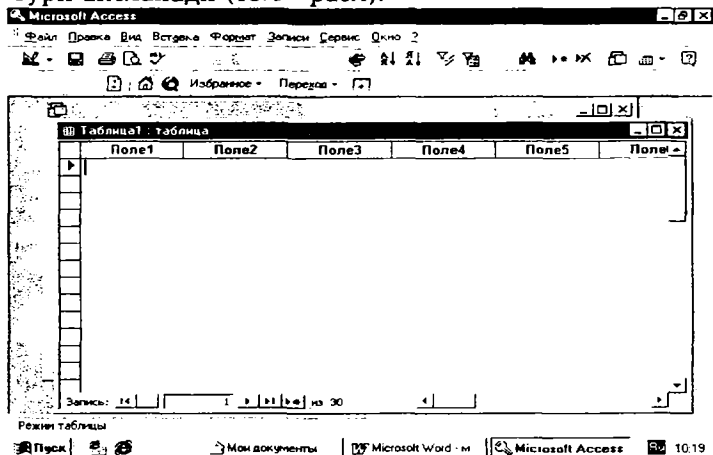 Microsoft Access
Файл Правка Вид Вставка Формат Записи Сервис Окно ?
Избранное Переход
Таблица1 : таблица
Поле1 Поле2 Поле3 Поле4 Поле5
Запись: 1 из 30
Режим таблицы
Пуск Мои документы Microsoft Word - м Microsoft Access Ru 10:19